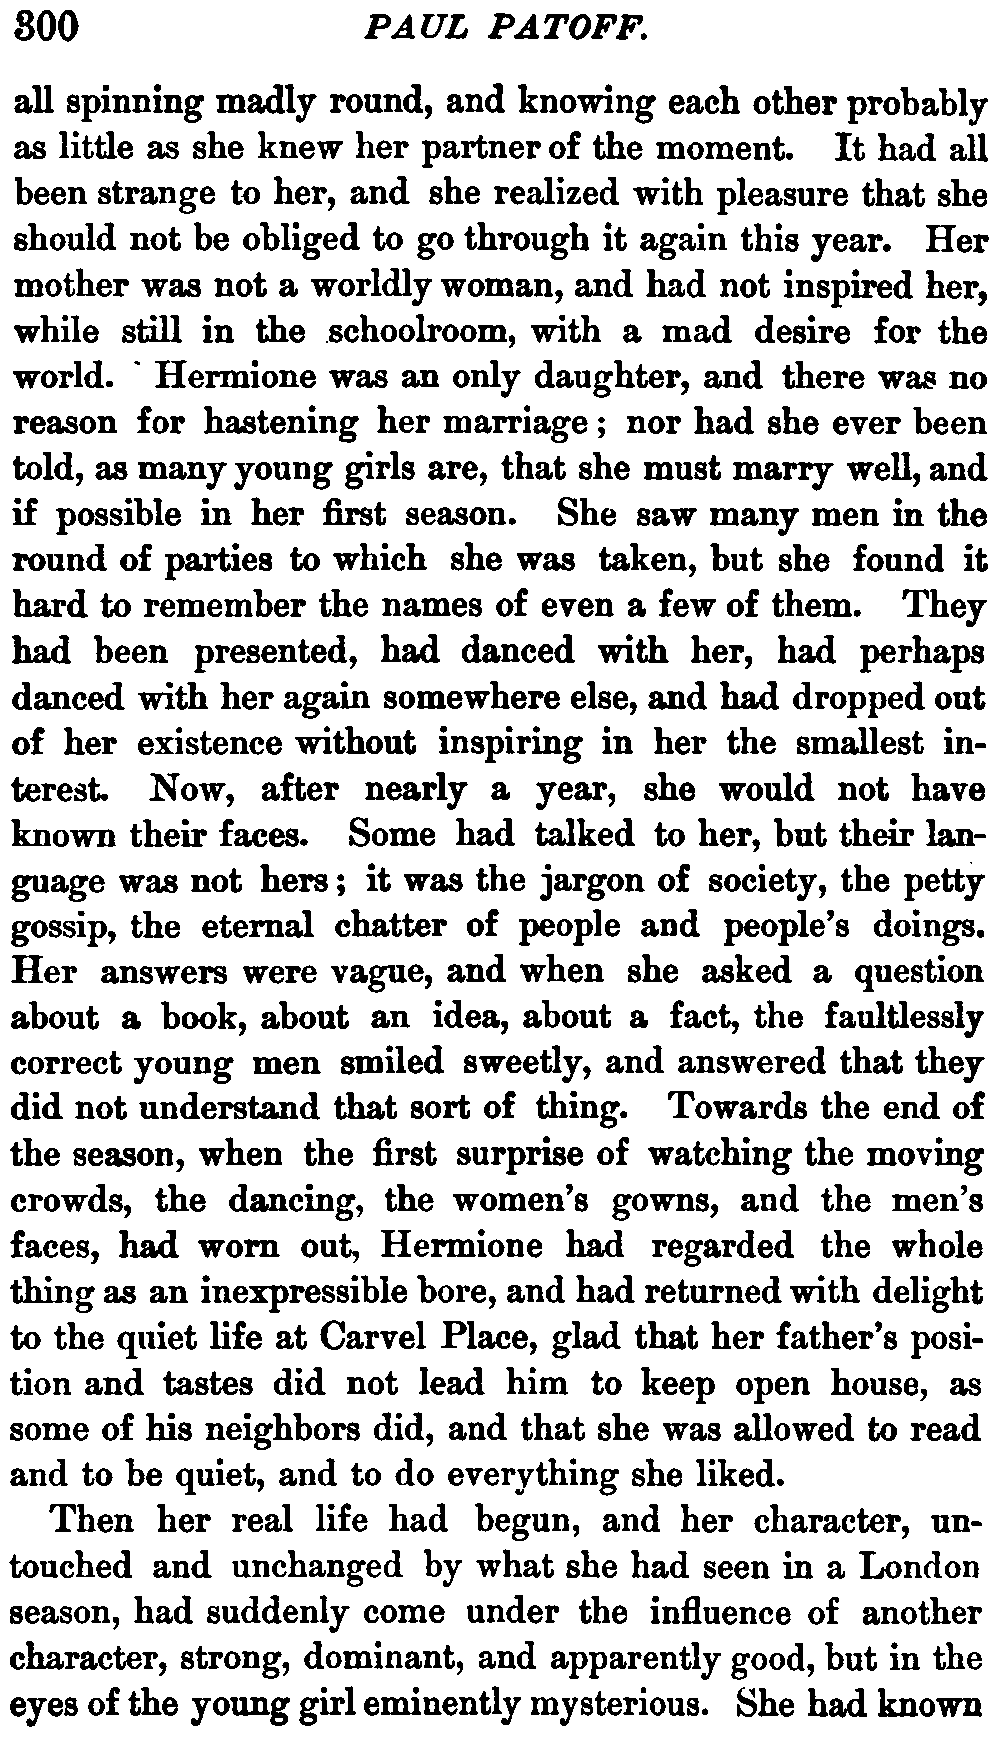 300 PAUL PATOFF.
all spinning madly round, and knowing each other probably
as little as she knew her partner of the moment. It had all
been strange to her, and she realized with pleasure that she
should not be obliged to go through it again this year. Her
mother was not a worldly woman, and had not inspired her,
while still in the schoolroom, with a mad desire for the
world. Hermione was an only daughter, and there was no
reason for hastening her marriage; nor had she ever been
told, as many young girls are, that she must marry well, and
if possible in her first season. She saw many men in the
round of parties to which she was taken, but she found it
hard to remember the names of even a few of them. They
had been presented, had danced with her, had perhaps
danced with her again somewhere else, and had dropped out
of her existence without inspiring in her the smallest in-
terest. Now, after nearly a year, she would not have
known their faces. Some had talked to her, but their lan-
guage was not hers; it was the jargon of society, the petty
gossip, the eternal chatter of people and people's doings.
Her answers were vague, and when she asked a question
about a book, about an idea, about a fact, the faultlessly
correct young men smiled sweetly, and answered that they
did not understand that sort of thing. Towards the end of
the season, when the first surprise of watching the moving
crowds, the dancing, the women's gowns, and the men's
faces, had worn out, Hermione had regarded the whole
thing as an inexpressible bore, and had returned with delight
to the quiet life at Carvel Place, glad that her father's posi-
tion and tastes did not lead him to keep open house, as
some of his neighbors did, and that she was allowed to read
and to be quiet, and to do everything she liked.
Then her real life had begun, and her character, un-
touched and unchanged by what she had seen in a London
season, had suddenly come under the influence of another
character, strong, dominant, and apparently good, but in the
eyes of the young girl eminently mysterious. She had known